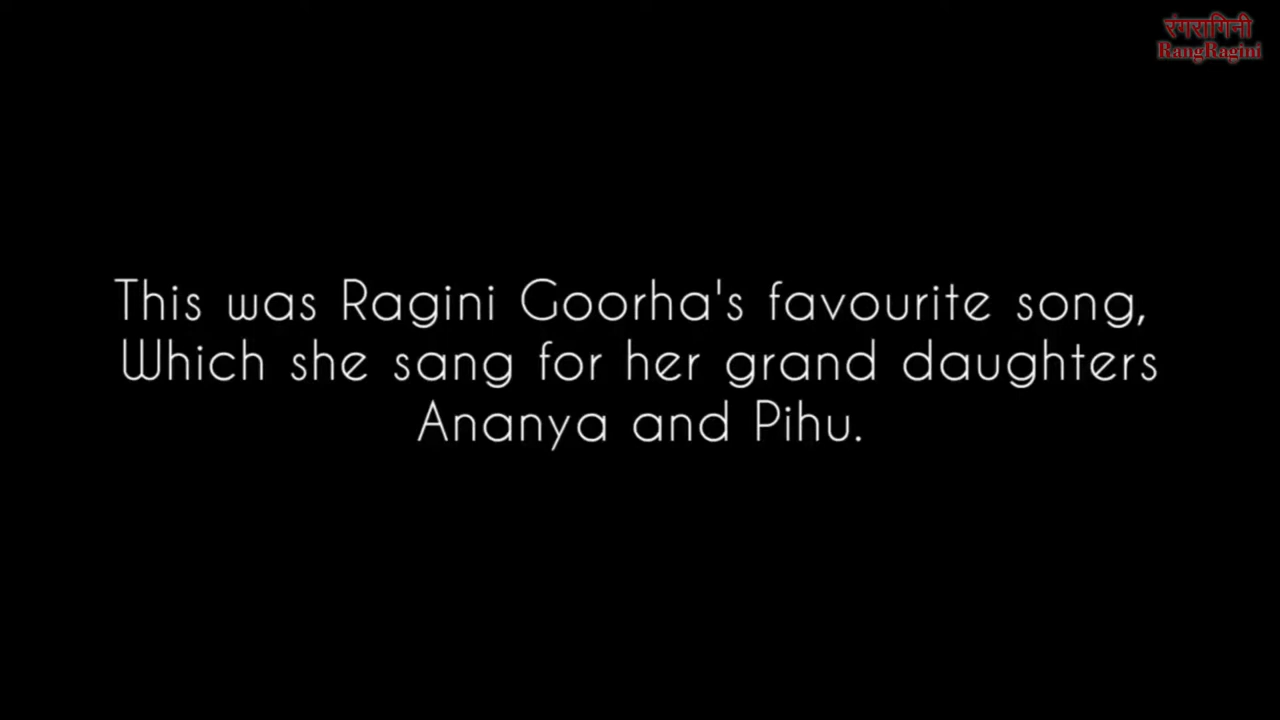 रंगरागिनी
RangRagini
This was Ragini Goorha's favourite song,
Which she sang for her grand daughters
Ananya and Pihu.